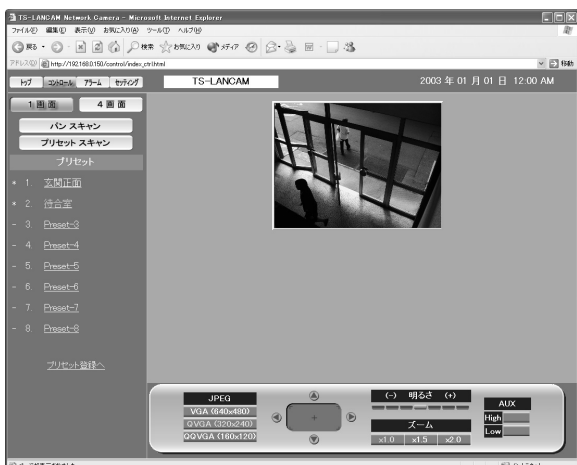 TS-LANCAM Network Camera - Microsoft Internet Explorer
ファイル(F) 編集(E) 表示(V) お気に入り(A) ツール(T) ヘルプ(H)
戻る 検索 お気に入り メディア
アドレス(D) http://192.168.0.150/control/index_ctrl.html 移動
トップ コントロール アラーム セッティング TS-LANCAM 2003 年 01 月 01 日 12:00 AM
1 画 面 4 画 面
パン スキャン
プリセット スキャン
プリセット
* 1. 玄関正面
* 2. 待合室
- 3. Preset-3
- 4. Preset-4
- 5. Preset-5
- 6. Preset-6
- 7. Preset-7
- 8. Preset-8
プリセット登録へ
JPEG
VGA (640x480)
QVGA (320x240)
QQVGA (160x120)
(-) 明るさ (+)
ズーム
x1.0 x1.5 x2.0
AUX
High
Low